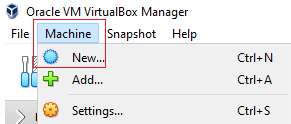 Oracle VM VirtualBox Manager
File Machine Snapshot Help
New... Ctrl+N
Add... Ctrl+A
Settings... Ctrl+S